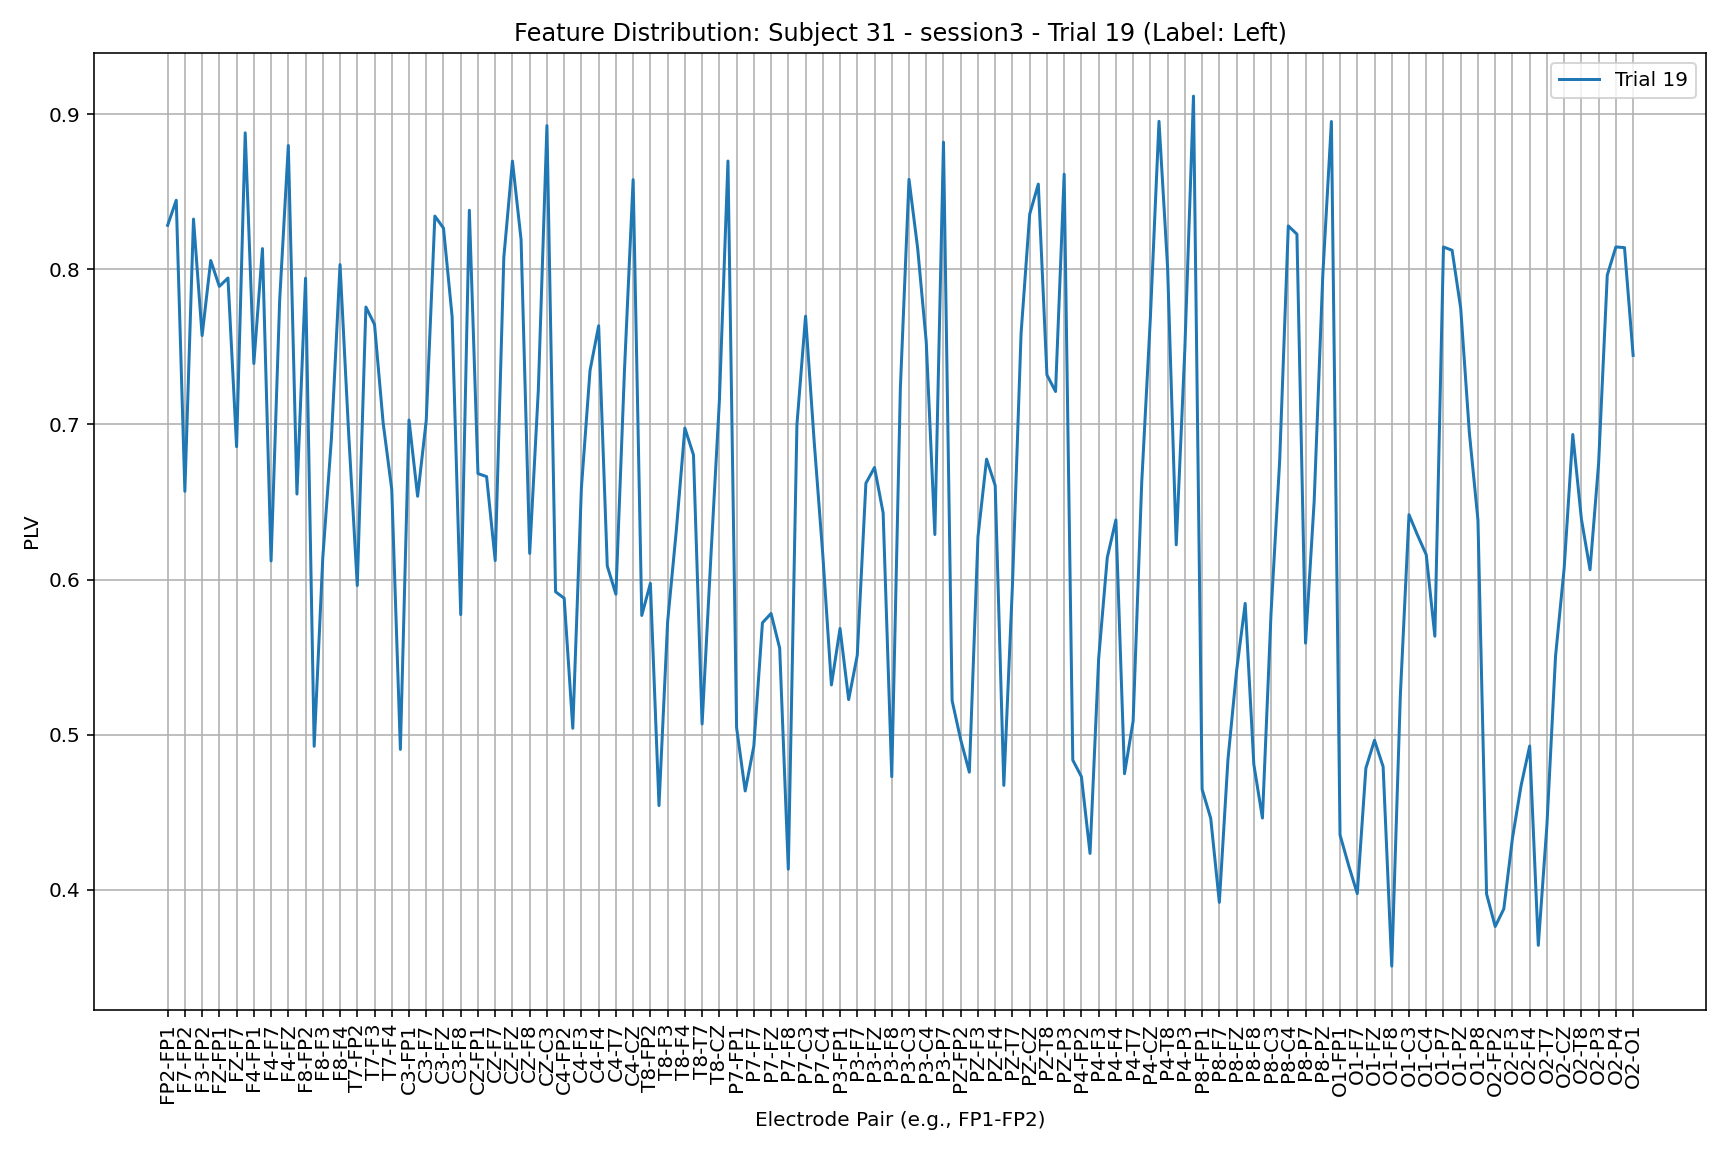 Feature Distribution: Subject 31 - session3 - Trial 19 (Label: Left)
Trial 19
PLV
0.9
0.8
0.7
0.6
0.5
0.4
FP2-FP1
F7-FP2
F3-FP2
FZ-FP1
FZ-F7
F4-FP1
F4-F7
F4-FZ
F8-FP2
F8-F3
F8-F4
T7-FP2
T7-F3
T7-F4
C3-FP1
C3-F7
C3-FZ
C3-F8
CZ-FP1
CZ-F7
CZ-FZ
CZ-F8
CZ-C3
C4-FP2
C4-F3
C4-F4
C4-T7
C4-CZ
T8-FP2
T8-F3
T8-F4
T8-T7
T8-CZ
P7-FP1
P7-F7
P7-FZ
P7-F8
P7-C3
P7-C4
P3-FP1
P3-F7
P3-FZ
P3-F8
P3-C3
P3-C4
P3-P7
PZ-FP2
PZ-F3
PZ-F4
PZ-T7
PZ-CZ
PZ-T8
PZ-P3
P4-FP2
P4-F3
P4-F4
P4-T7
P4-CZ
P4-T8
P4-P3
P8-FP1
P8-F7
P8-FZ
P8-F8
P8-C3
P8-C4
P8-P7
P8-PZ
O1-FP1
O1-F7
O1-FZ
O1-F8
O1-C3
O1-C4
O1-P7
O1-PZ
O1-P8
O2-FP2
O2-F3
O2-F4
O2-T7
O2-CZ
O2-T8
O2-P3
O2-P4
O2-O1
Electrode Pair (e.g., FP1-FP2)